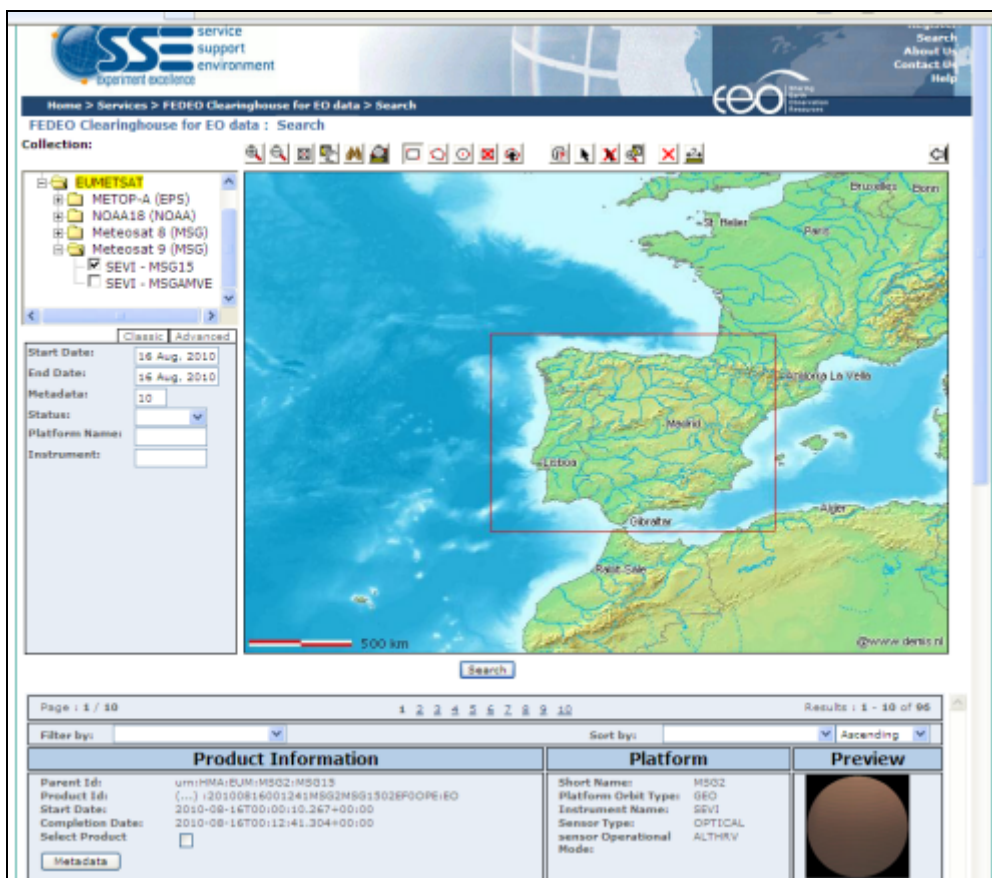 service
Search
support
About Us
environment
Contact Us
Experiment excellence
Help
Home > Services > FEDEO Clearinghouse for EO data > Search
eeo
Sharing
Earth
Observation
Resources
FEDEO Clearinghouse for EO data : Search
Collection:
EUMETSAT
METOP-A (EPS)
NOAA18 (NOAA)
Meteosat 8 (MSG)
Meteosat 9 (MSG)
SEVI - MSG15
SEVI - MSGAMVE
Classic Advanced
Start Date: 16 Aug, 2010
End Date: 16 Aug, 2010
Metadata: 10
Status:
Platform Name:
Instrument:
Bruxelles Bonn
St. Helier
Paris
Andorra La Vella
Madrid
Lisboa
Alger
Gibraltar
Rabat-Sale
500 km
@www.demis.nl
Search
Page : 1 / 10 1 2 3 4 5 6 7 8 9 10 Results : 1 - 10 of 96
Filter by: Sort by: Ascending
Product Information Platform Preview
Parent Id: urn:HMA:EUM:MSG2:MSG15
Product Id: (...) :20100816001241MSG2MSG1502EF0OPE:EO
Start Date: 2010-08-16T00:00:10.267+00:00
Completion Date: 2010-08-16T00:12:41.304+00:00
Select Product
Metadata
Short Name: MSG2
Platform Orbit Type: GEO
Instrument Name: SEVI
Sensor Type: OPTICAL
sensor Operational Mode: ALTHRV